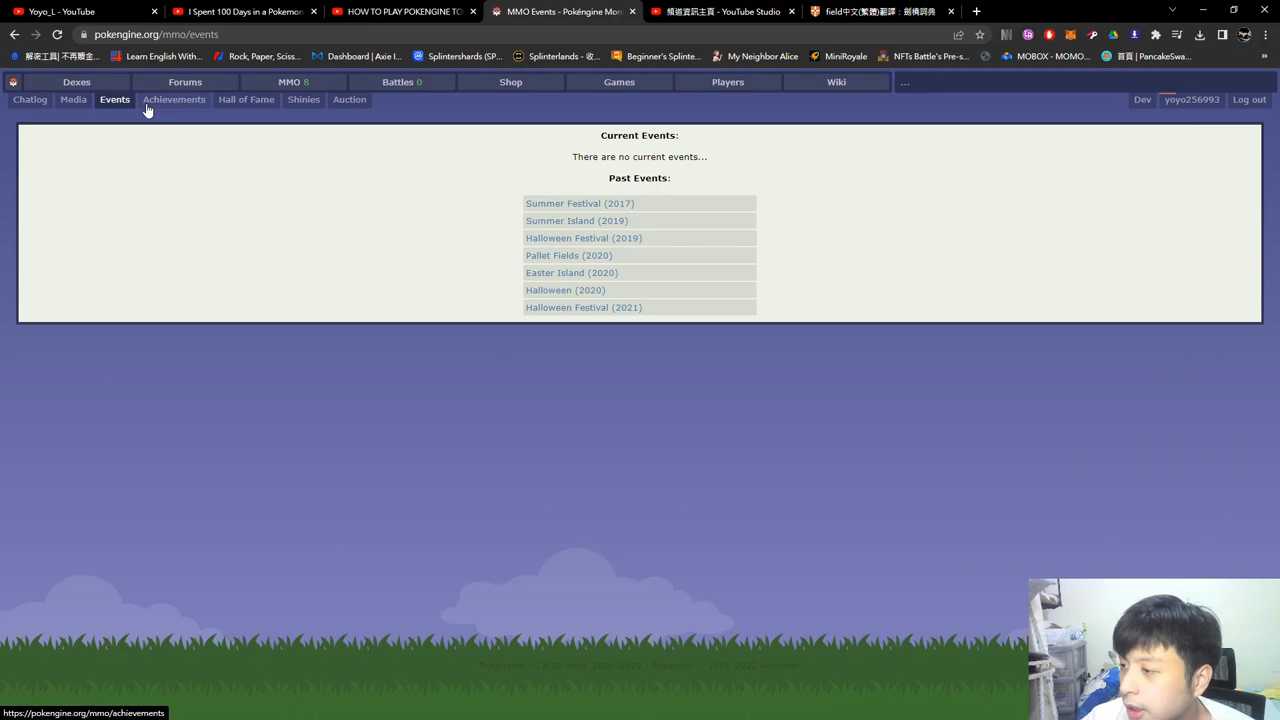 Yoyo_L - YouTube
I Spent 100 Days in a Pokemon
HOW TO PLAY POKENGINE TO
MMO Events - Pokéngine Mon
頻道店主頁 - YouTube Studio
field中文(繁體)翻譯：劍橋詞典
pokengine.org/mmo/events
解密工具| 不再頭...
Learn English With...
Rock, Paper, Sciss...
Dashboard | Axie I...
Splintershards (SP...
Splinterlands - 收...
Beginner's Splinte...
My Neighbor Alice
MiniRoyale
NFTs Battle's Pre-s...
MOBOX - MOMO...
首頁 | PancakeSwa...
Dexes
Forums
MMO 8
Battles 0
Shop
Games
Players
Wiki
...
Chatlog
Media
Events
Achievements
Hall of Fame
Shinies
Auction
Dev
yoyo256993
Log out
Current Events:
There are no current events...
Past Events:
Summer Festival (2017)
Summer Island (2019)
Halloween Festival (2019)
Pallet Fields (2020)
Easter Island (2020)
Halloween (2020)
Halloween Festival (2021)
https://pokengine.org/mmo/achievements